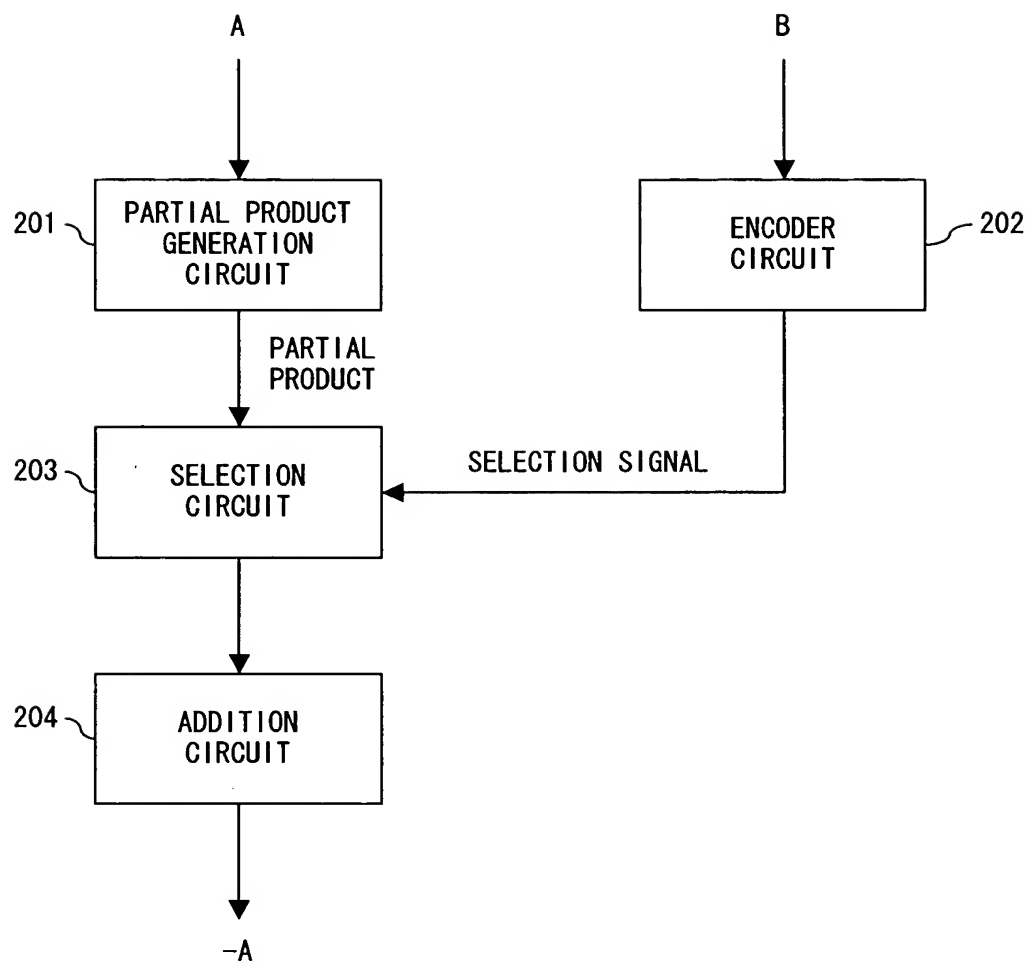 A
B
201
PARTIAL PRODUCT
GENERATION
CIRCUIT
ENCODER
CIRCUIT
202
PARTIAL
PRODUCT
203
SELECTION
CIRCUIT
SELECTION SIGNAL
204
ADDITION
CIRCUIT
-A